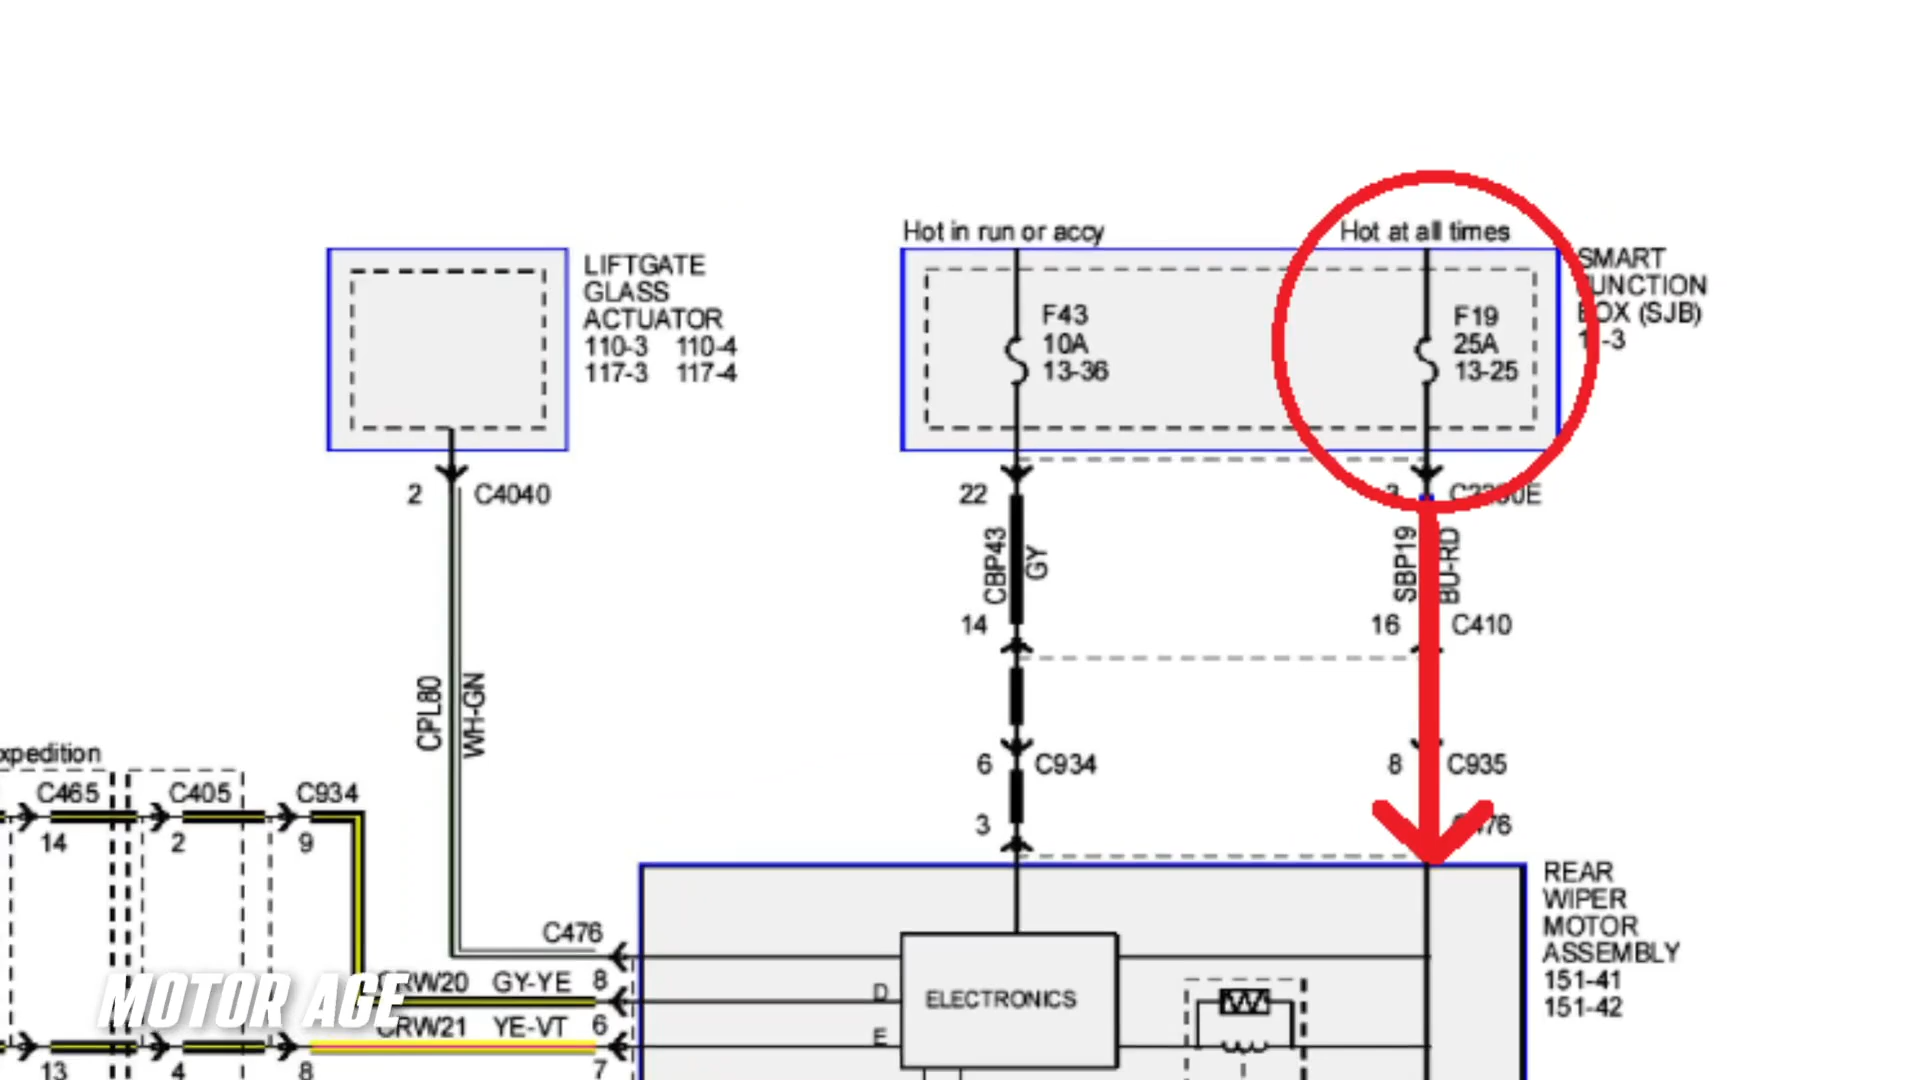 Hot in run or accy
Hot at all times
LIFTGATE
GLASS
ACTUATOR
110-3 110-4
117-3 117-4
F43
10A
13-36
F19
25A
13-25
SMART
BOX (SJB)
2 C4040
22
CBP43
GY
SBP19
BU-RD
14
16 C410
CPL80
WH-GN
6 C934
8 C935
3
xpedition
C465
C405
C934
14
2
9
REAR
WIPER
MOTOR
ASSEMBLY
151-41
151-42
C476
CRW20 GY-YE 8
D
ELECTRONICS
CRW21 YE-VT 6
E
13
4
8
7
MOTOR AGE